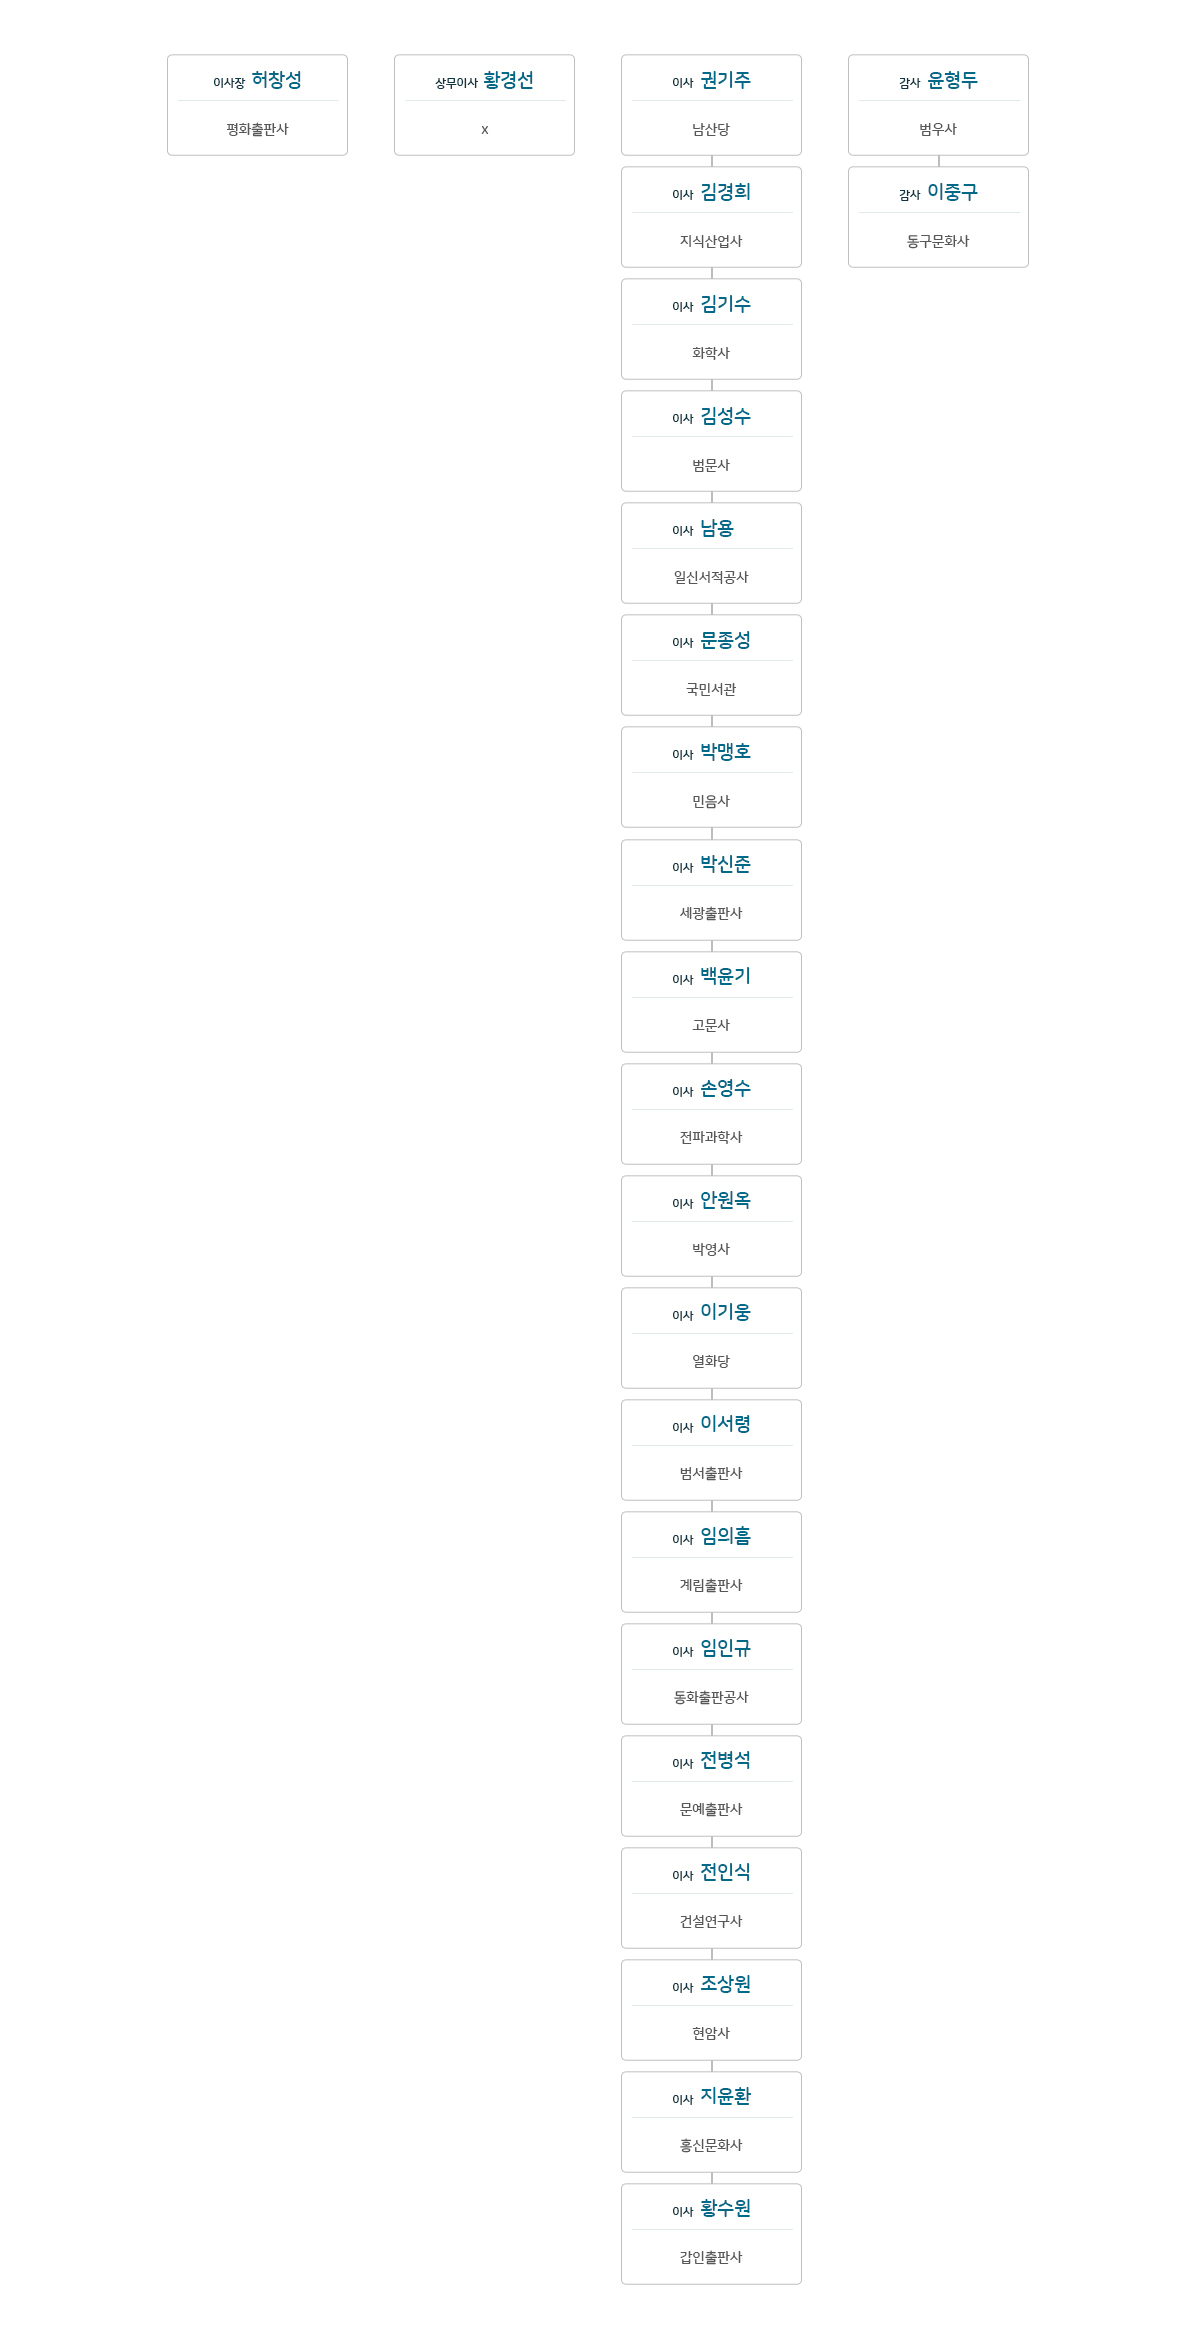 이사장 허창성
평화출판사
상무이사 황경선
x
이사 권기주
남산당
이사 김경희
지식산업사
이사 김기수
화학사
이사 김성수
범문사
이사 남용
일신서적공사
이사 문종성
국민서관
이사 박맹호
민음사
이사 박신준
세광출판사
이사 백윤기
고문사
이사 손영수
전파과학사
이사 안원옥
박영사
이사 이기웅
열화당
이사 이서령
범서출판사
이사 임의흠
계림출판사
이사 임인규
동화출판공사
이사 전병석
문예출판사
이사 전인식
건설연구사
이사 조상원
현암사
이사 지윤환
홍신문화사
이사 황수원
갑인출판사
감사 윤형두
범우사
감사 이중구
동구문화사